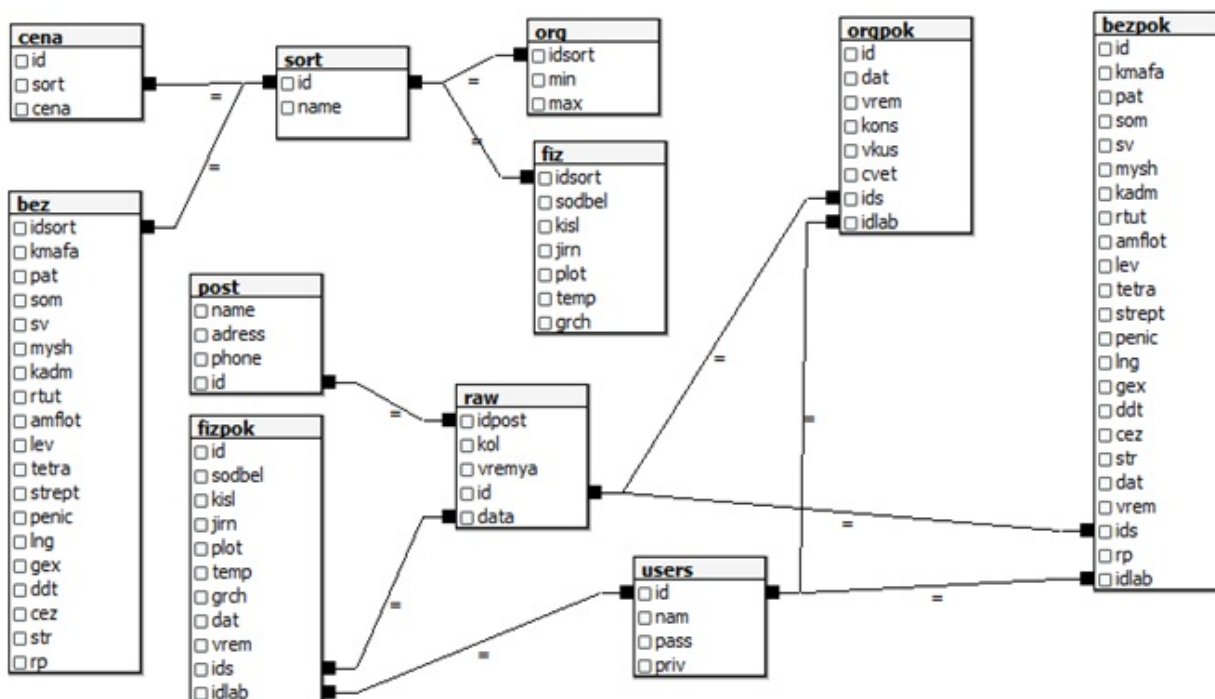 cena
id
sort
cena
sort
id
name
org
idsort
min
max
fiz
idsort
sodbel
kisl
jirn
plot
temp
grch
orgpok
id
dat
vrem
kons
vkus
cvet
ids
idlab
bezpok
id
kmafa
pat
som
sv
mysh
kadm
rtut
amflot
lev
tetra
strept
penic
lng
gex
ddt
cez
str
dat
vrem
ids
rp
idlab
bez
idsort
kmafa
pat
som
sv
mysh
kadm
rtut
amflot
lev
tetra
strept
penic
lng
gex
ddt
cez
str
rp
post
name
adress
phone
id
fizpok
id
sodbel
kisl
jirn
plot
temp
grch
dat
vrem
ids
idlab
raw
idpost
kol
vremya
id
data
users
id
nam
pass
priv
=
=
=
=
=
=
=
=
=
=
=